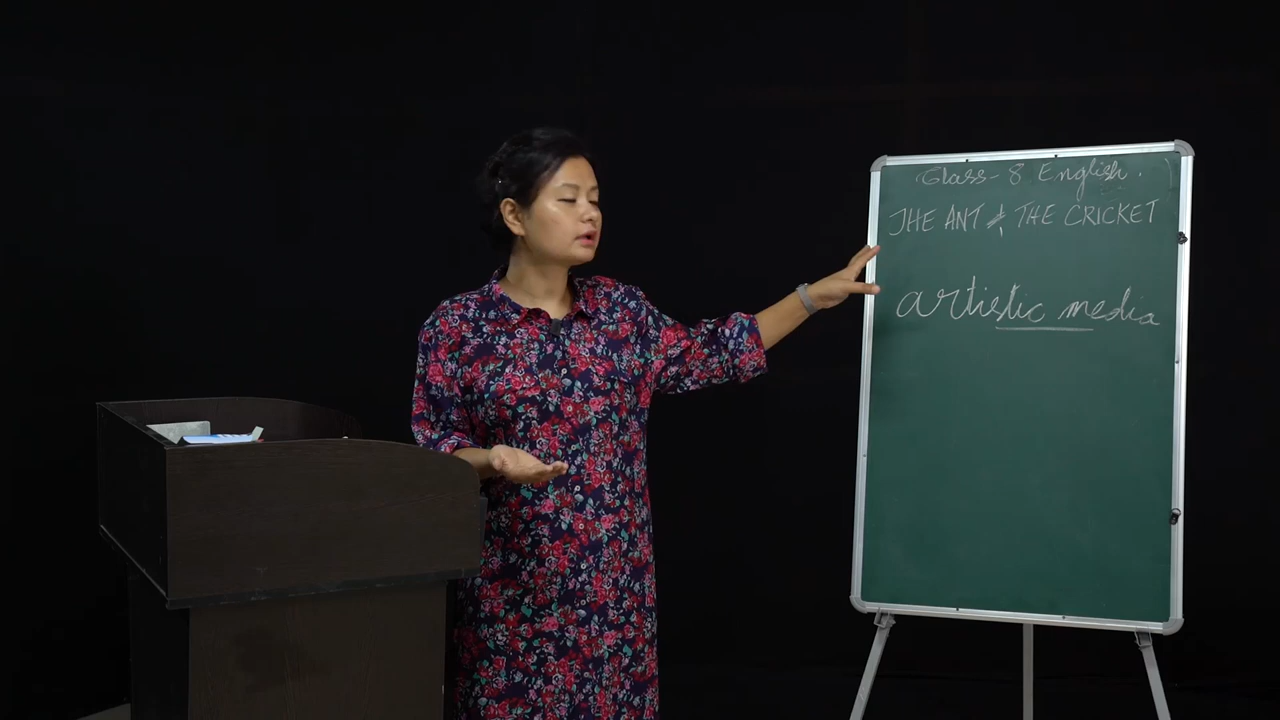 Class - 8 English.
THE ANT & THE CRICKET
artistic media